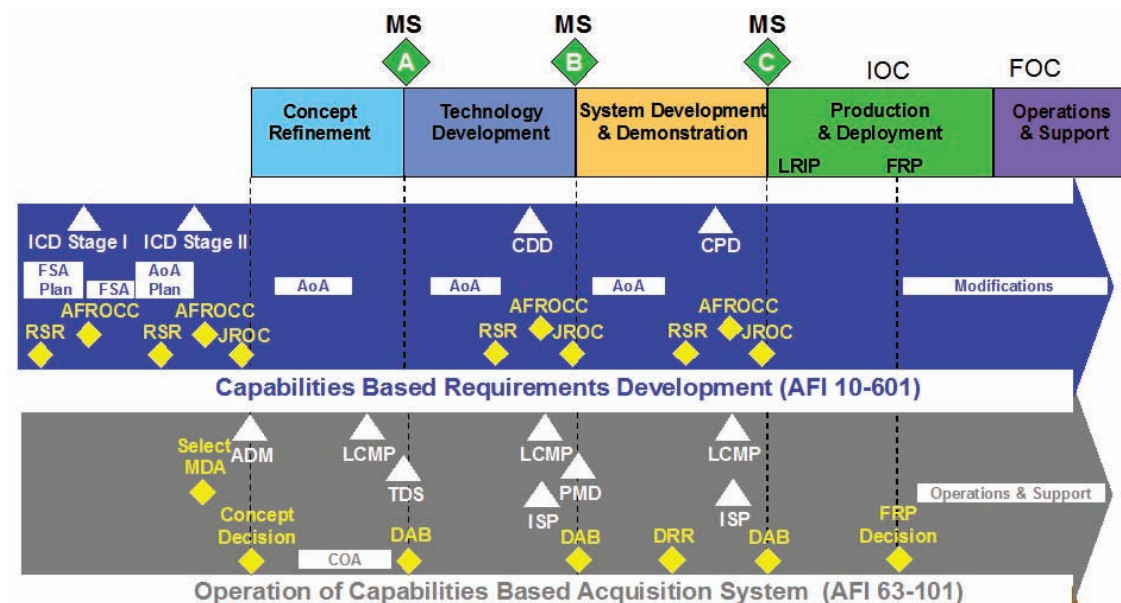 MS MS MS
A B C
IOC FOC
Concept Refinement
Technology Development
System Development & Demonstration
Production & Deployment
LRIP FRP
Operations & Support
ICD Stage I
ICD Stage II
CDD
CPD
FSA Plan
FSA
AoA Plan
AoA
AoA
AoA
Modifications
RSR
AFROCC
RSR
AFROCC
JROC
RSR
AFROCC
JROC
RSR
AFROCC
JROC
Capabilities Based Requirements Development (AFI 10-601)
Select MDA
ADM
LCMP
TDS
LCMP
ISP
PMD
LCMP
ISP
Operations & Support
Concept Decision
COA
DAB
DAB
DRR
DAB
FRP Decision
Operation of Capabilities Based Acquisition System (AFI 63-101)